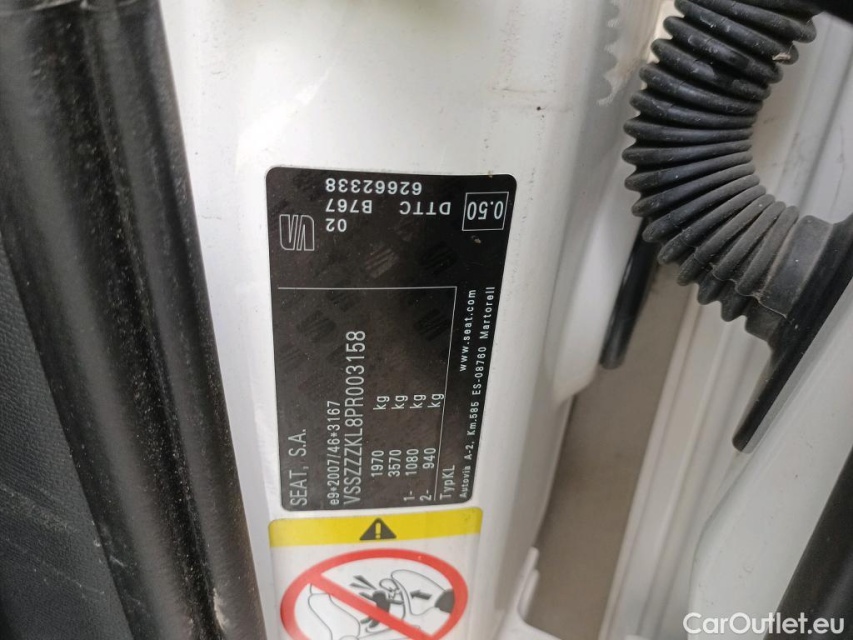 SEAT, S.A.
e9*2007/46*3167
VSSZZZKL8PR003158
1970 kg
3570 kg
1- 1080 kg
2- 940 kg
TypKL
www.seat.com
Autovia A-2, Km.585 ES-08760 Martorell
02
B767
62662338
DTTC
0.50
CarOutlet.eu